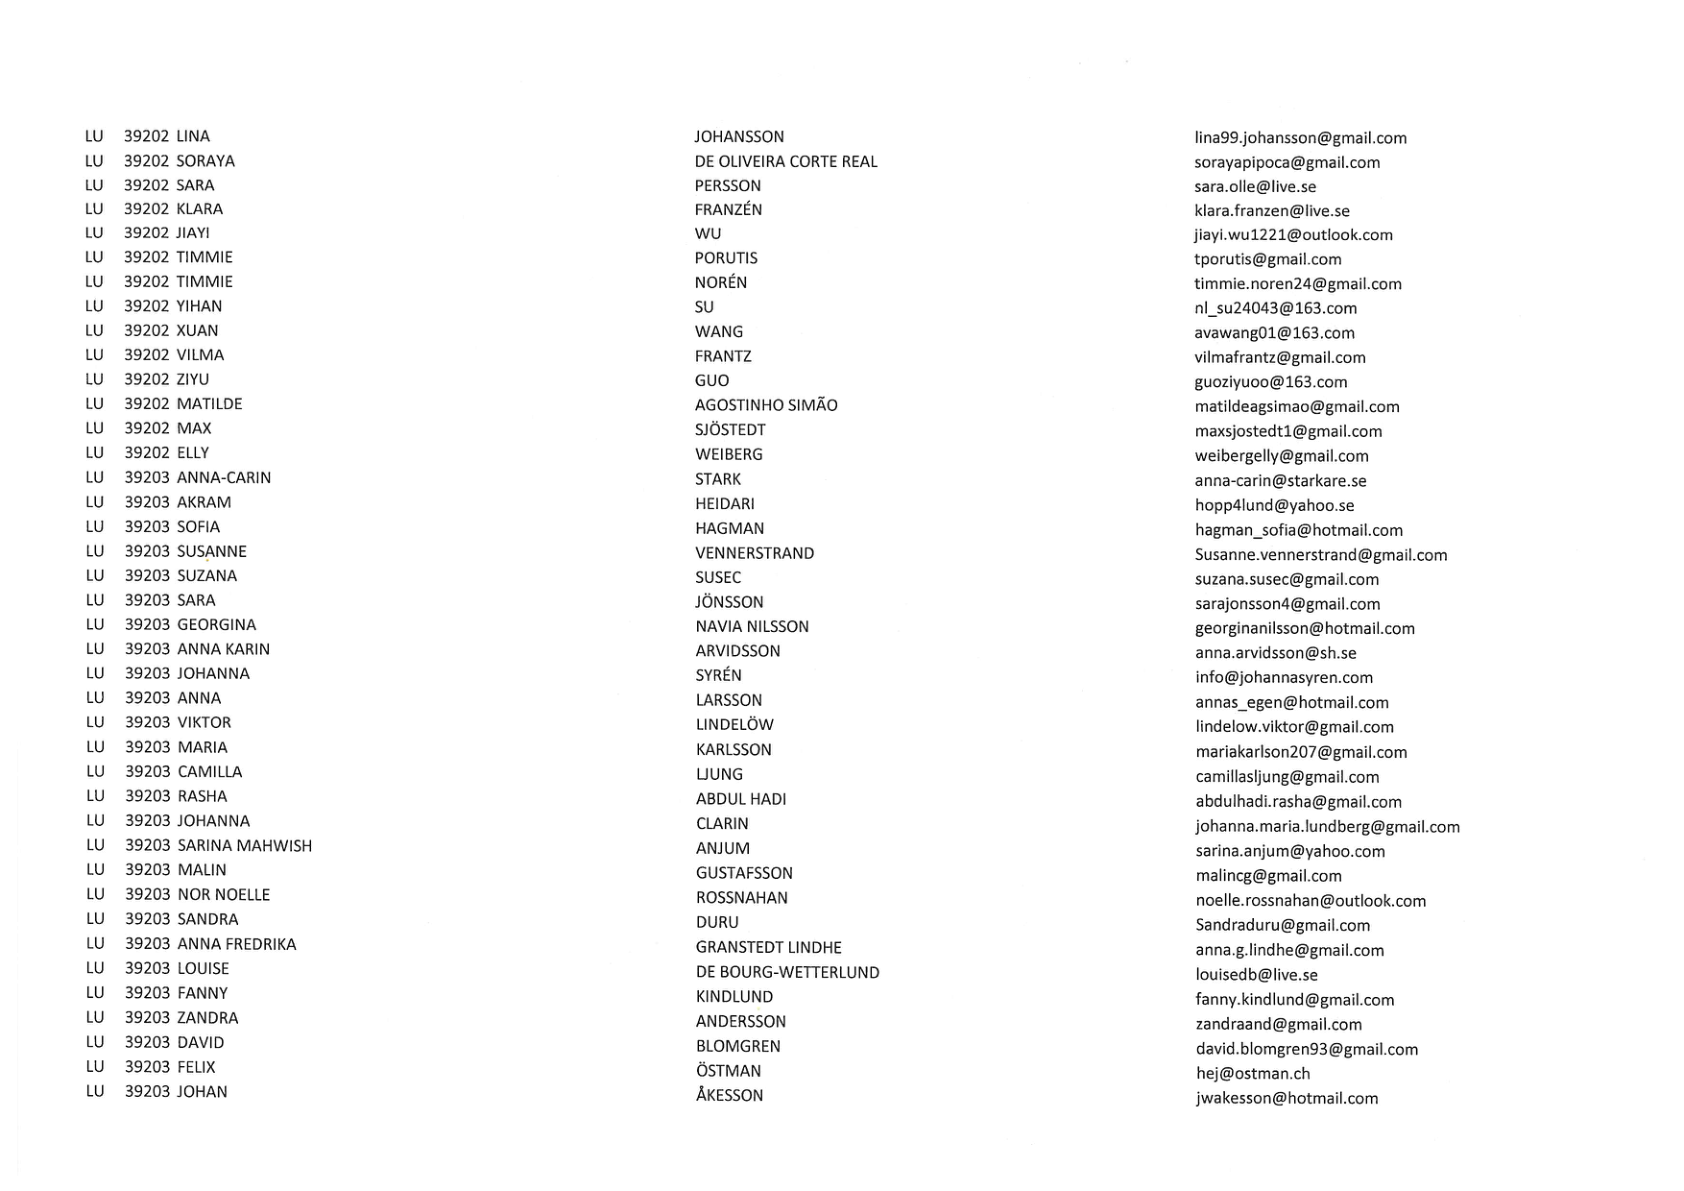 LU 39202 LINA JOHANSSON lina99.johansson@gmail.com
LU 39202 SORAYA DE OLIVEIRA CORTE REAL sorayapipoca@gmail.com
LU 39202 SARA PERSSON sara.olle@live.se
LU 39202 KLARA FRANZÉN klara.franzen@live.se
LU 39202 JIAYI WU jiayi.wu1221@outlook.com
LU 39202 TIMMIE PORUTIS tporutis@gmail.com
LU 39202 TIMMIE NORÉN timmie.noren24@gmail.com
LU 39202 YIHAN SU nl_su24043@163.com
LU 39202 XUAN WANG avawang01@163.com
LU 39202 VILMA FRANTZ vilmafrantz@gmail.com
LU 39202 ZIYU GUO guoziyuoo@163.com
LU 39202 MATILDE AGOSTINHO SIMÃO matildeagsimao@gmail.com
LU 39202 MAX SJÖSTEDT maxsjostedt1@gmail.com
LU 39202 ELLY WEIBERG weibergelly@gmail.com
LU 39203 ANNA-CARIN STARK anna-carin@starkare.se
LU 39203 AKRAM HEIDARI hopp4lund@yahoo.se
LU 39203 SOFIA HAGMAN hagman_sofia@hotmail.com
LU 39203 SUSANNE VENNERSTRAND Susanne.vennerstrand@gmail.com
LU 39203 SUZANA SUSEC suzana.susec@gmail.com
LU 39203 SARA JÖNSSON sarajonsson4@gmail.com
LU 39203 GEORGINA NAVIA NILSSON georginanilsson@hotmail.com
LU 39203 ANNA KARIN ARVIDSSON anna.arvidsson@sh.se
LU 39203 JOHANNA SYRÉN info@johannasyren.com
LU 39203 ANNA LARSSON annas_egen@hotmail.com
LU 39203 VIKTOR LINDELÖW lindelow.viktor@gmail.com
LU 39203 MARIA KARLSSON mariakarlson207@gmail.com
LU 39203 CAMILLA LJUNG camillasljung@gmail.com
LU 39203 RASHA ABDUL HADI abdulhadi.rasha@gmail.com
LU 39203 JOHANNA CLARIN johanna.maria.lundberg@gmail.com
LU 39203 SARINA MAHWISH ANJUM sarina.anjum@yahoo.com
LU 39203 MALIN GUSTAFSSON malincg@gmail.com
LU 39203 NOR NOELLE ROSSNAHAN noelle.rossnahan@outlook.com
LU 39203 SANDRA DURU Sandraduru@gmail.com
LU 39203 ANNA FREDRIKA GRANSTEDT LINDHE anna.g.lindhe@gmail.com
LU 39203 LOUISE DE BOURG-WETTERLUND louisedb@live.se
LU 39203 FANNY KINDLUND fanny.kindlund@gmail.com
LU 39203 ZANDRA ANDERSSON zandraand@gmail.com
LU 39203 DAVID BLOMGREN david.blomgren93@gmail.com
LU 39203 FELIX ÖSTMAN hej@ostman.ch
LU 39203 JOHAN ÅKESSON jwakesson@hotmail.com